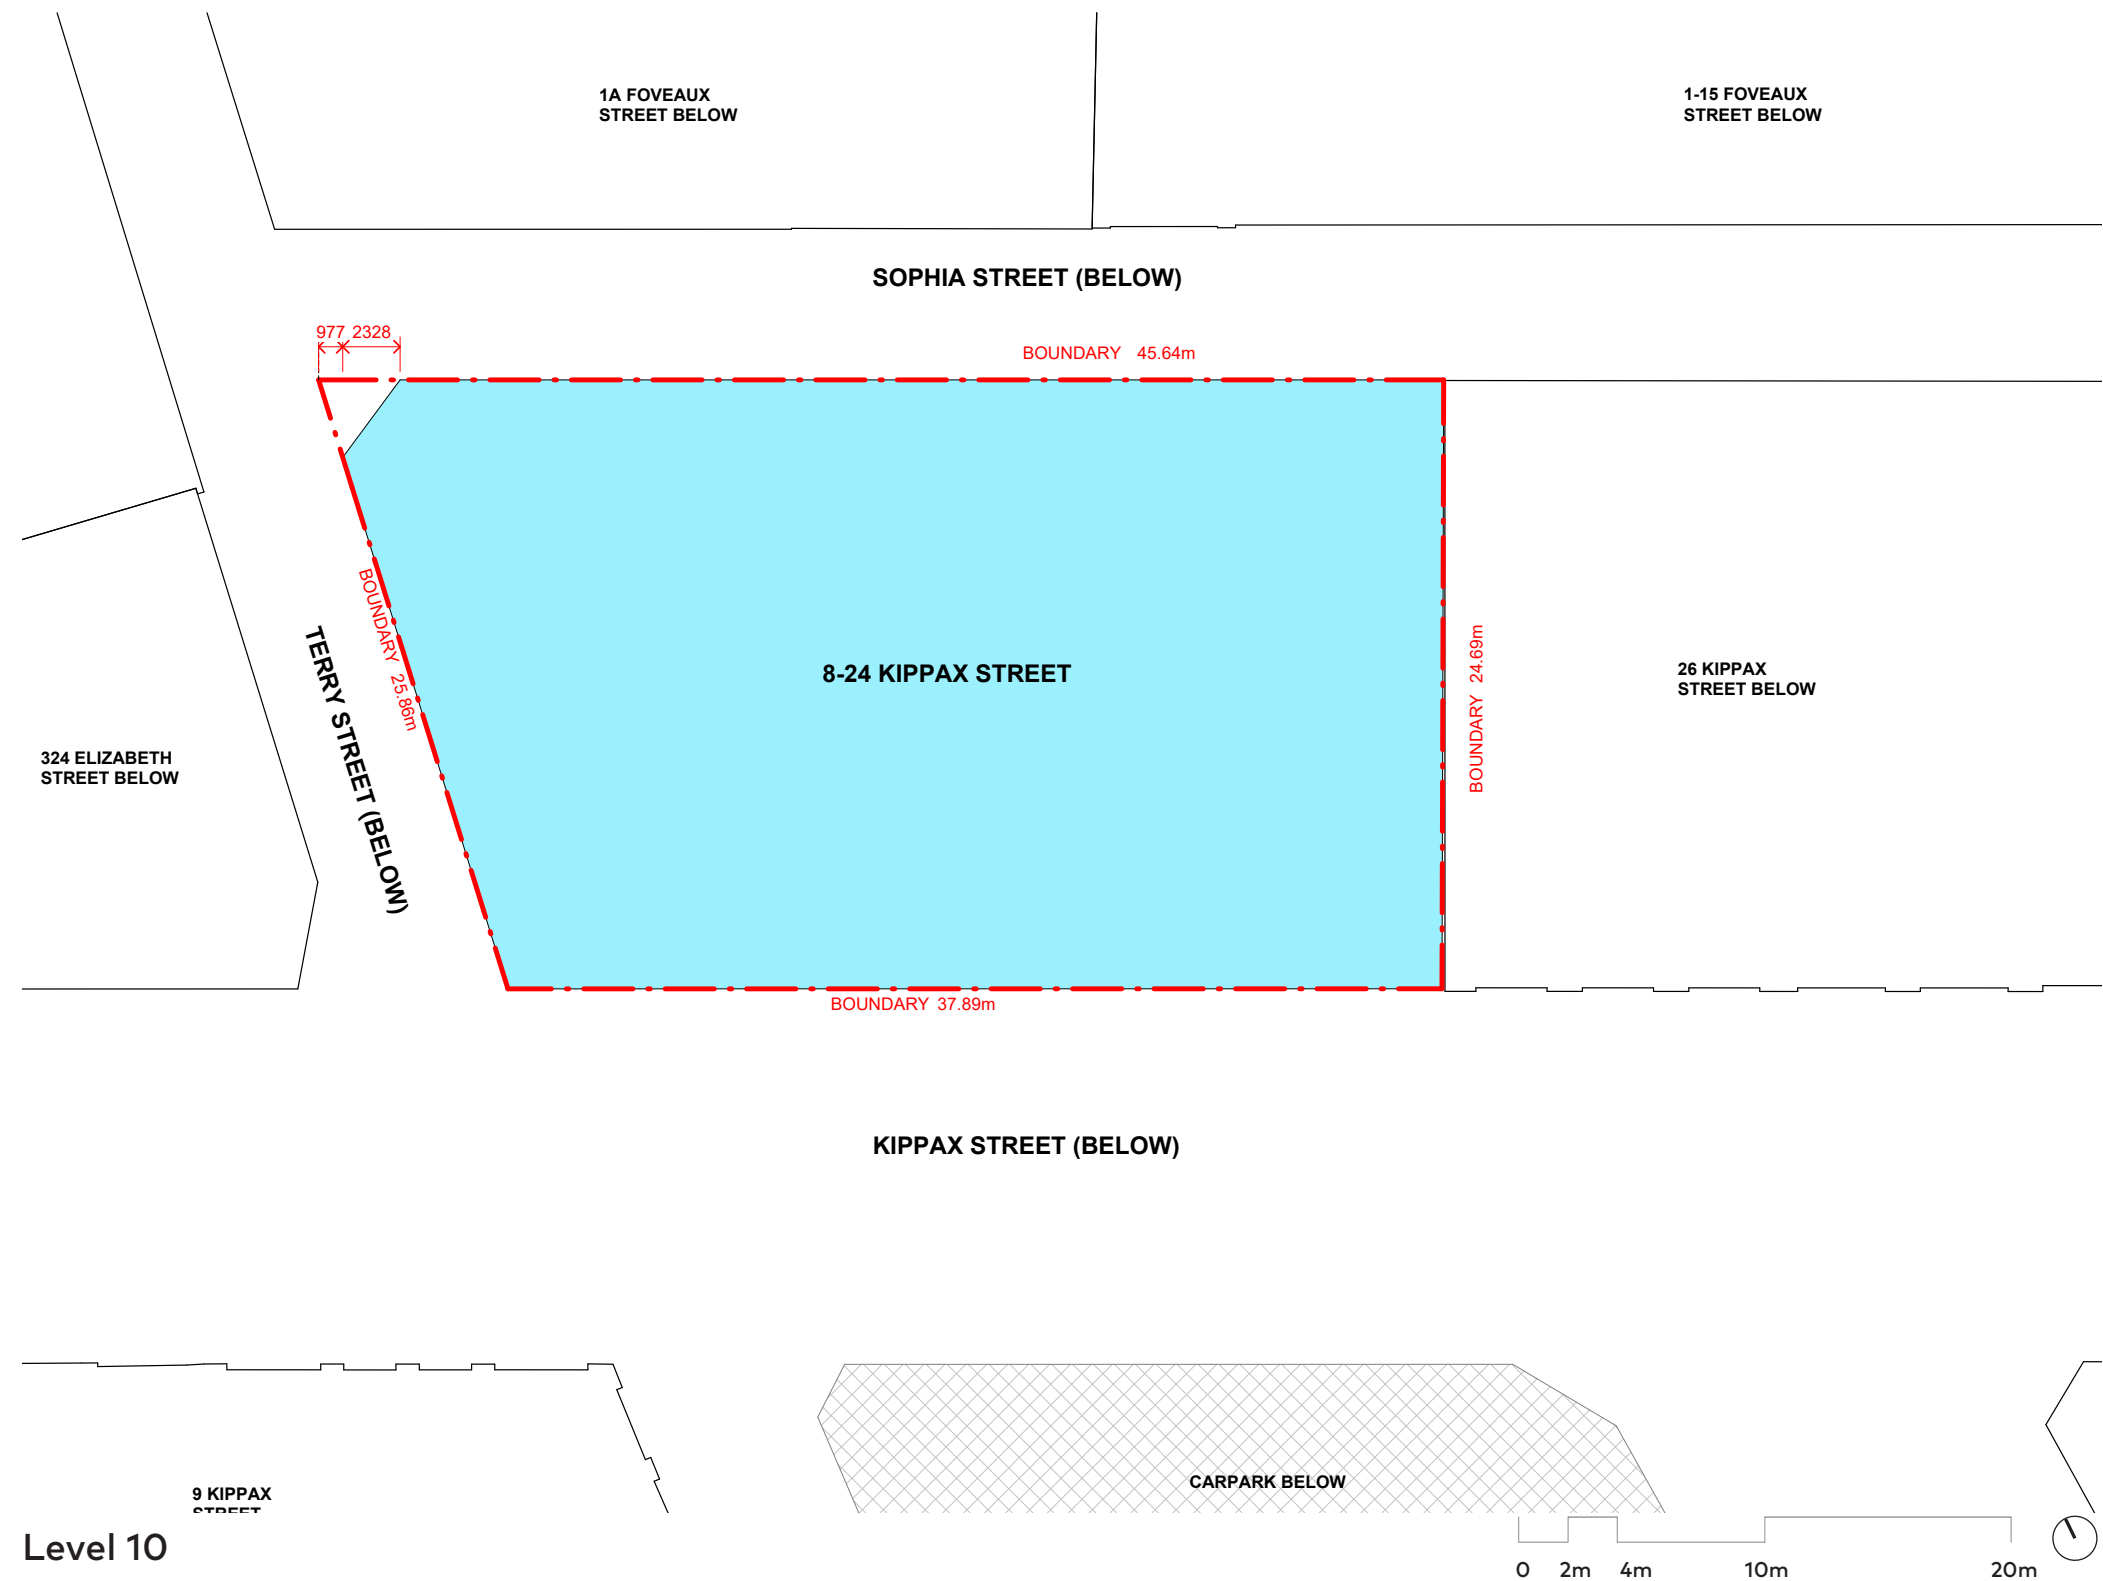 1A FOVEAUX
STREET BELOW
1-15 FOVEAUX
STREET BELOW
SOPHIA STREET (BELOW)
977 2328
BOUNDARY 45.64m
BOUNDARY 25.86m
TERRY STREET (BELOW)
8-24 KIPPAX STREET
BOUNDARY 24.69m
26 KIPPAX
STREET BELOW
324 ELIZABETH
STREET BELOW
BOUNDARY 37.89m
KIPPAX STREET (BELOW)
CARPARK BELOW
9 KIPPAX
STREET
Level 10
0 2m 4m 10m 20m